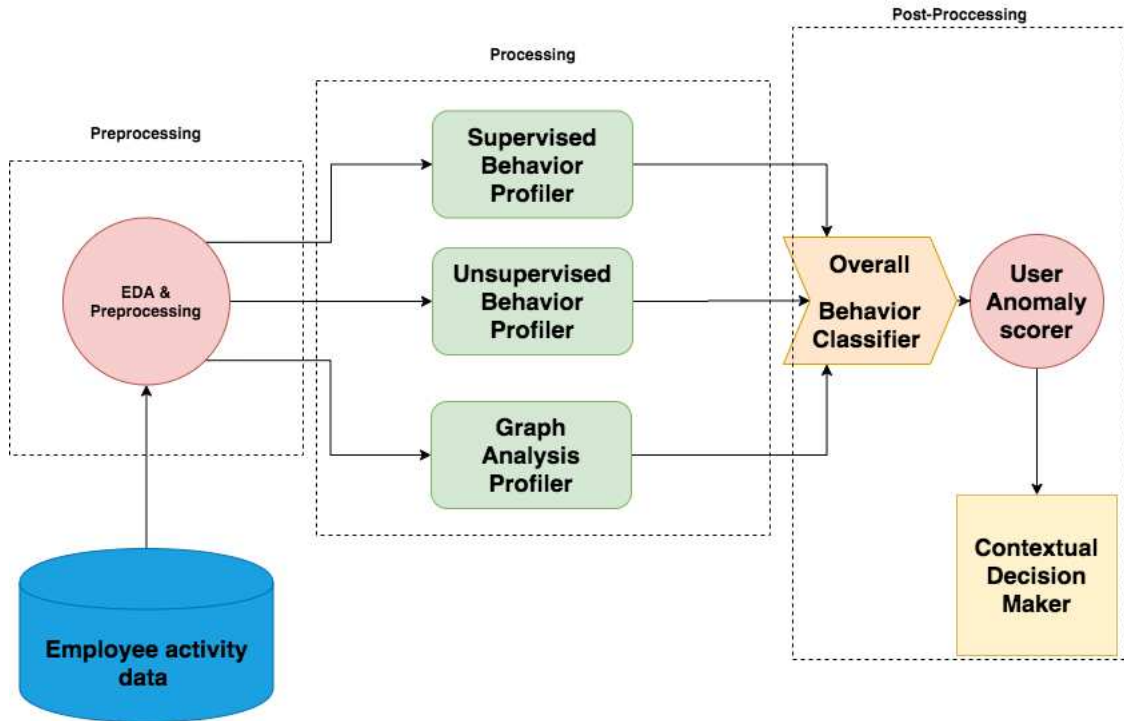 Post-Proccessing
Processing
Preprocessing
Supervised
Behavior
Profiler
EDA &
Preprocessing
Unsupervised
Behavior
Profiler
Graph
Analysis
Profiler
Overall
Behavior
Classifier
User
Anomaly
scorer
Contextual
Decision
Maker
Employee activity
data